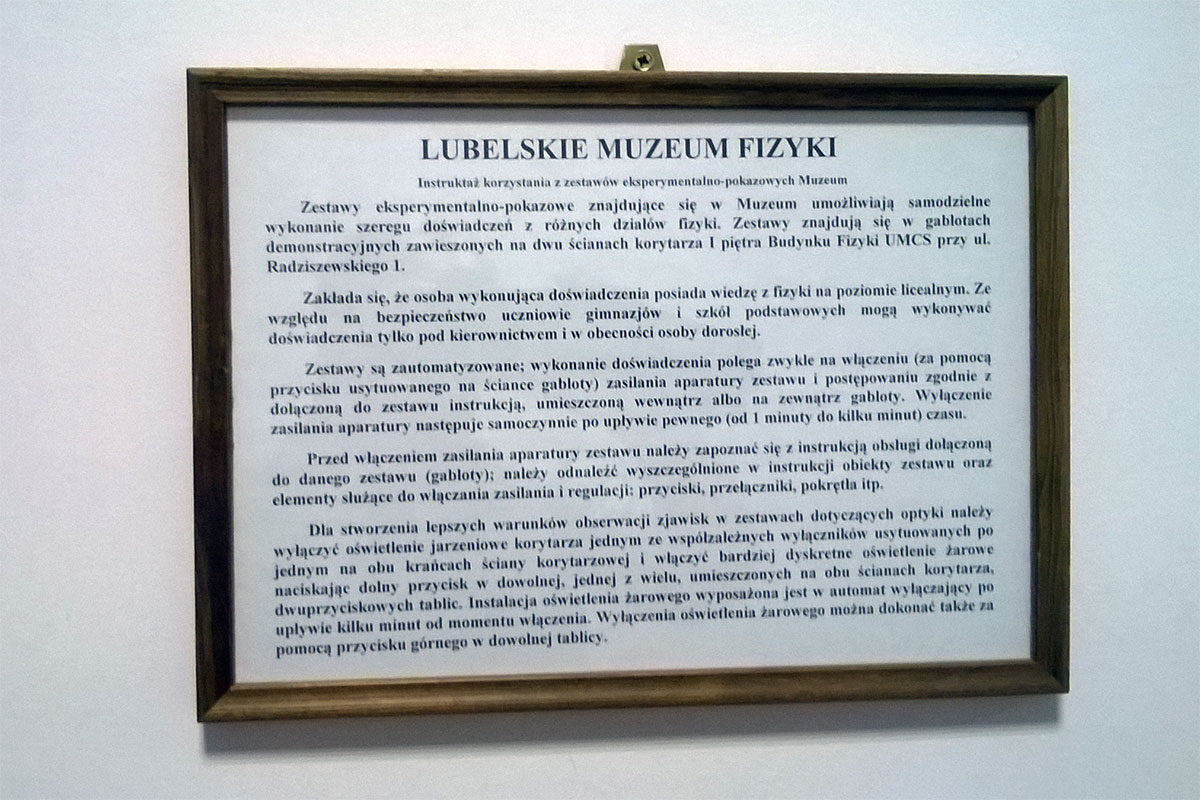 LUBELSKIE MUZEUM FIZYKI
Instruktaż korzystania z zestawów eksperymentalno-pokazowych Muzeum
Zestawy eksperymentalno-pokazowe znajdujące się w Muzeum umożliwiają samodzielne
wykonanie szeregu doświadczeń z różnych działów fizyki. Zestawy znajdują się w gablotach
demonstracyjnych zawieszonych na dwu ścianach korytarza I piętra Budynku Fizyki UMCS przy ul.
Radziszewskiego 1.
Zakłada się, że osoba wykonująca doświadczenia posiada wiedzę z fizyki na poziomie licealnym. Ze
względu na bezpieczeństwo uczniowie gimnazjów i szkół podstawowych mogą wykonywać
doświadczenia tylko pod kierownictwem i w obecności osoby dorosłej.
Zestawy są zautomatyzowane; wykonanie doświadczenia polega zwykle na włączeniu (za pomocą
przycisku usytuowanego na ściance gabloty) zasilania aparatury zestawu i postępowaniu zgodnie z
dołączoną do zestawu instrukcją, umieszczoną wewnątrz albo na zewnątrz gabloty. Wyłączenie
zasilania aparatury następuje samoczynnie po upływie pewnego (od 1 minuty do kilku minut) czasu.
Przed włączeniem zasilania aparatury zestawu należy zapoznać się z instrukcją obsługi dołączoną
do danego zestawu (gabloty); należy odnaleźć wyszczególnione w instrukcji obiekty zestawu oraz
elementy służące do włączania zasilania i regulacji: przyciski, przełączniki, pokrętła itp.
Dla stworzenia lepszych warunków obserwacji zjawisk w zestawach dotyczących optyki należy
wyłączyć oświetlenie jarzeniowe korytarza jednym ze współzależnych wyłączników usytuowanych po
jednym na obu krańcach ściany korytarzowej i włączyć bardziej dyskretne oświetlenie żarowe
naciskając dolny przycisk w dowolnej, jednej z wielu, umieszczonych na obu ścianach korytarza,
dwuprzyciskowych tablic. Instalacja oświetlenia żarowego wyposażona jest w automat wyłączający po
upływie kilku minut od momentu włączenia. Wyłączenia oświetlenia żarowego można dokonać także za
pomocą przycisku górnego w dowolnej tablicy.